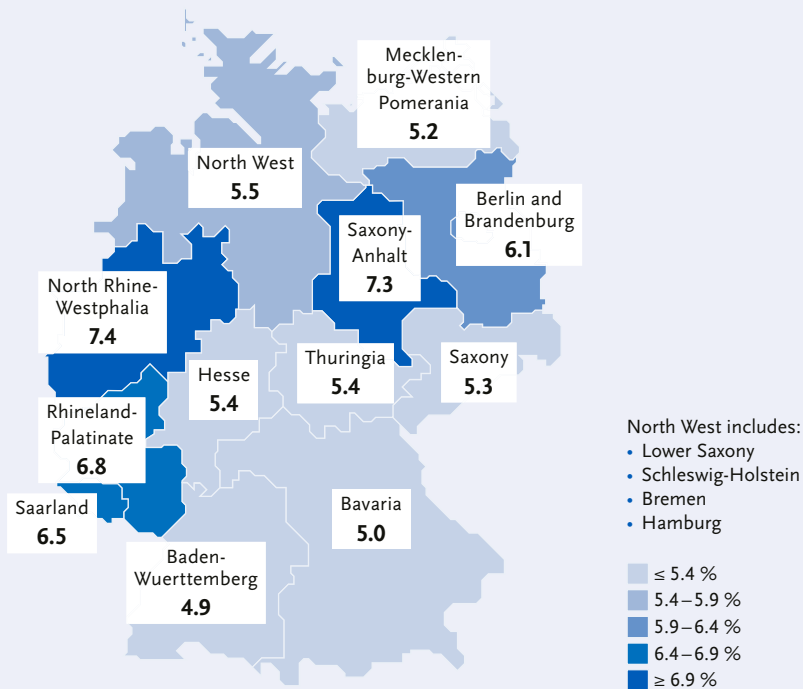 Mecklen-
burg-Western
Pomerania
5.2
North West
5.5
Berlin and
Brandenburg
6.1
Saxony-
Anhalt
7.3
North Rhine-
Westphalia
7.4
Hesse
5.4
Thuringia
5.4
Saxony
5.3
Rhineland-
Palatinate
6.8
Saarland
6.5
Bavaria
5.0
Baden-
Wuerttemberg
4.9
North West includes:
• Lower Saxony
• Schleswig-Holstein
• Bremen
• Hamburg
≤ 5.4 %
5.4–5.9 %
5.9–6.4 %
6.4–6.9 %
≥ 6.9 %